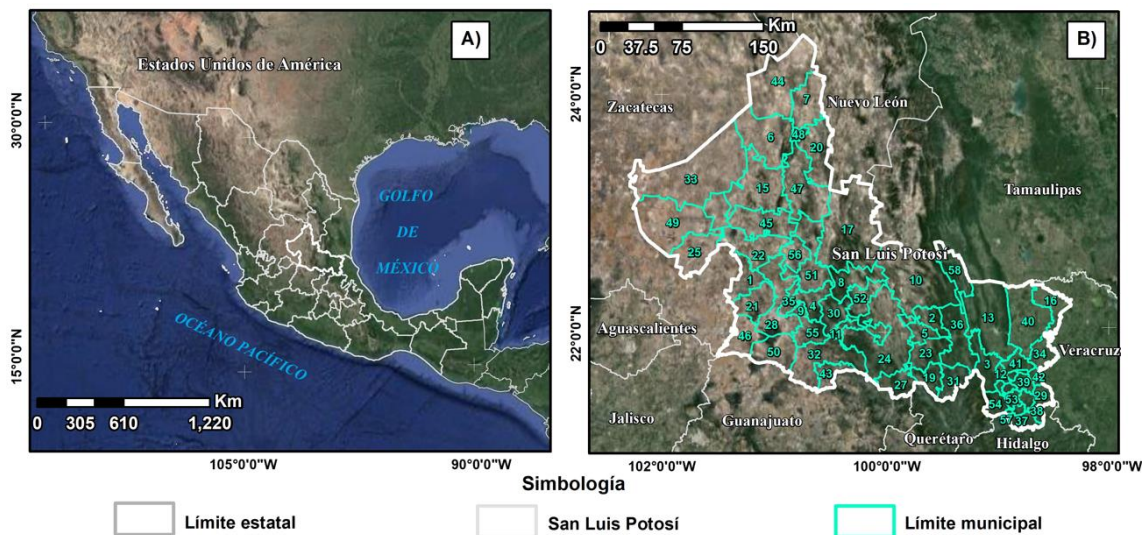 A)
Estados Unidos de América
GOLFO
DE
MÉXICO
OCÉANO PACÍFICO
Km
0 305 610 1,220
30°0'0"N
15°0'0"N
105°0'0"W 90°0'0"W
Km
0 37.5 75 150
B)
24°0'0"N
22°0'0"N
Zacatecas
Nuevo León
Tamaulipas
San Luis Potosí
Aguascalientes
Veracruz
Jalisco
Guanajuato
Querétaro
Hidalgo
44
7
6
48
20
33
15
47
49
45
17
25
22
56
1
51
8
10
58
21
35
9
4
30
52
2
36
13
16
40
46
28
55
11
5
50
32
24
23
3
41
34
43
27
19
31
12
39
42
54
53
29
38
57
37
102°0'0"W 100°0'0"W 98°0'0"W
Simbología
Límite estatal San Luis Potosí Límite municipal